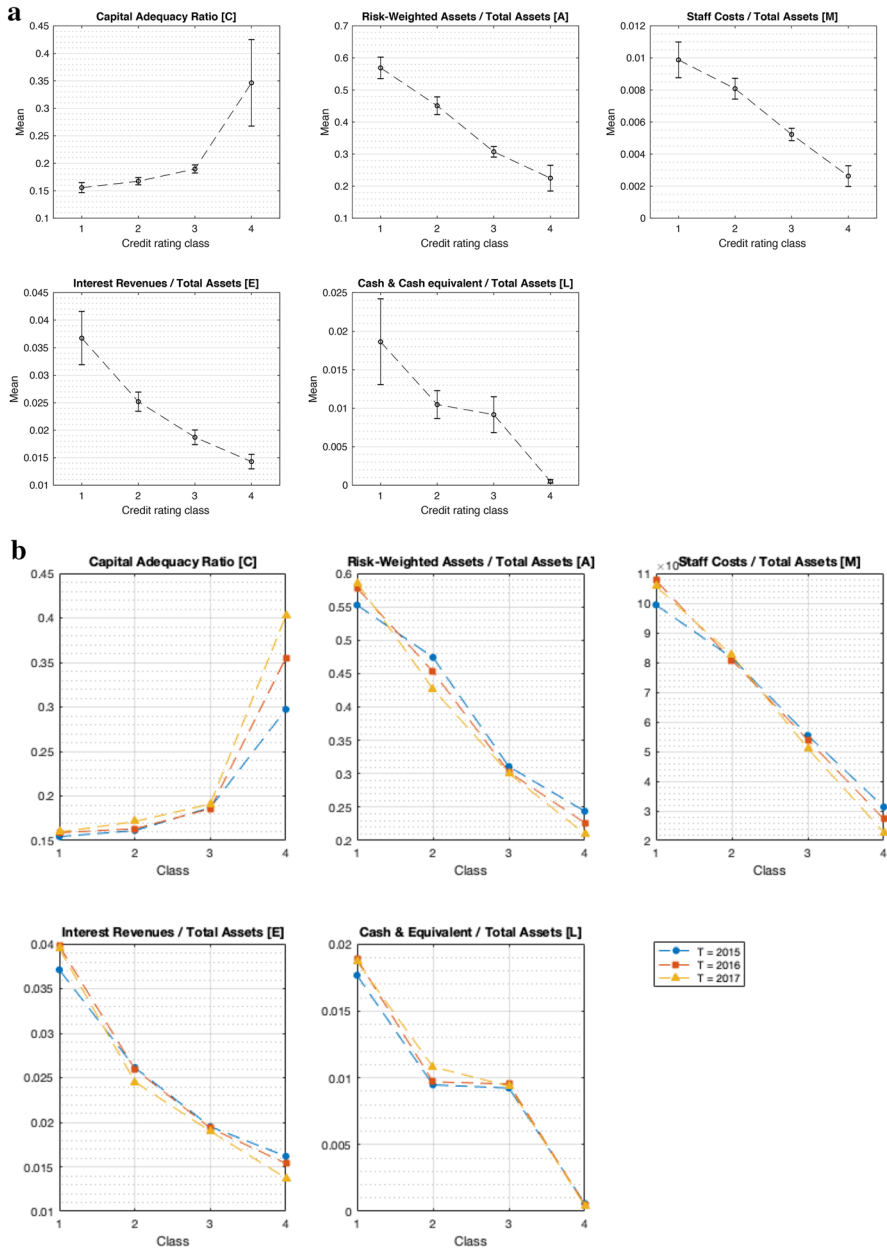 a
Capital Adequacy Ratio [C]
0.45
0.4
0.35
0.3
0.25
0.2
0.15
0.1
Mean
1 2 3 4
Credit rating class
Risk-Weighted Assets / Total Assets [A]
0.7
0.6
0.5
0.4
0.3
0.2
0.1
Mean
1 2 3 4
Credit rating class
Staff Costs / Total Assets [M]
0.012
0.01
0.008
0.006
0.004
0.002
0
Mean
1 2 3 4
Credit rating class
Interest Revenues / Total Assets [E]
0.045
0.04
0.035
0.03
0.025
0.02
0.015
0.01
Mean
1 2 3 4
Credit rating class
Cash & Cash equivalent / Total Assets [L]
0.025
0.02
0.015
0.01
0.005
0
Mean
1 2 3 4
Credit rating class
b
Capital Adequacy Ratio [C]
0.45
0.4
0.35
0.3
0.25
0.2
0.15
1 2 3 4
Class
Risk-Weighted Assets / Total Assets [A]
0.6
0.55
0.5
0.45
0.4
0.35
0.3
0.25
0.2
1 2 3 4
Class
Staff Costs / Total Assets [M]
×10
11
10
9
8
7
6
5
4
3
2
1 2 3 4
Class
Interest Revenues / Total Assets [E]
0.04
0.035
0.03
0.025
0.02
0.015
0.01
1 2 3 4
Class
Cash & Equivalent / Total Assets [L]
0.02
0.015
0.01
0.005
0
1 2 3 4
Class
T = 2015
T = 2016
T = 2017